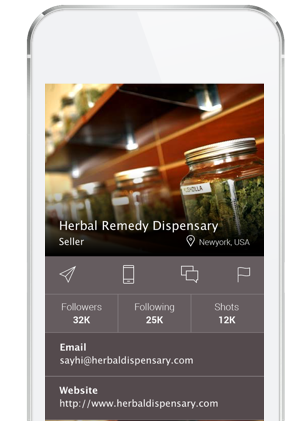 Herbal Remedy Dispensary
Seller
Newyork, USA
Followers
32K
Following
25K
Shots
12K
Email
sayhi@herbaldispensary.com
Website
http://www.herbaldispensary.com